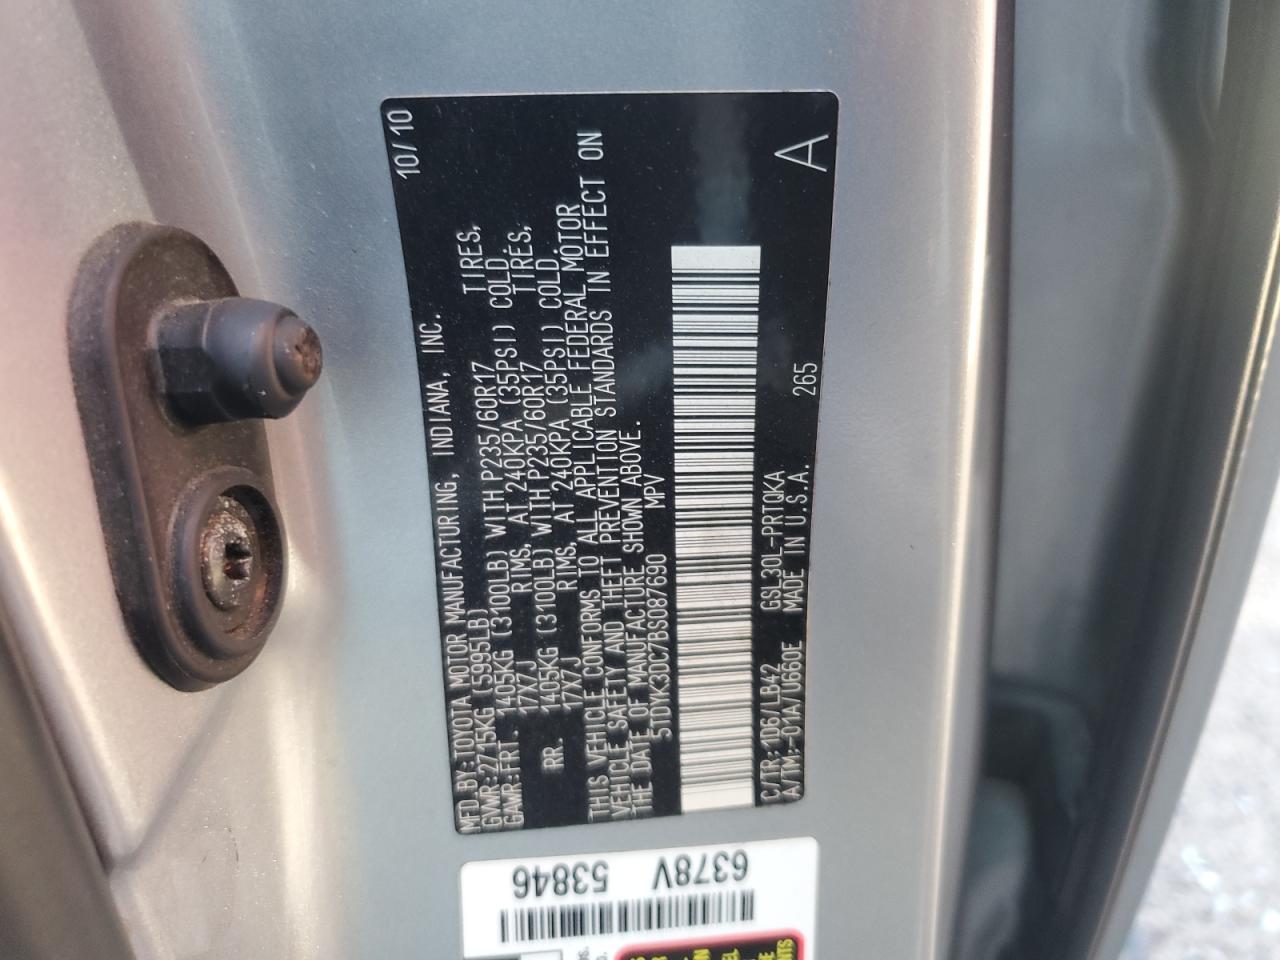 10/10
MFD.BY:TOYOTA MOTOR MANUFACTURING, INDIANA, INC.
GVWR:2715KG (5995LB)
GAWR:FRT. 1405KG (3100LB) WITH P235/60R17 TIRES,
17X7J RIMS, AT 240KPA (35PSI) COLD.
RR. 1405KG (3100LB) WITH P235/60R17 TIRES,
17X7J RIMS, AT 240KPA (35PSI) COLD.
THIS VEHICLE CONFORMS TO ALL APPLICABLE FEDERAL MOTOR
VEHICLE SAFETY AND THEFT PREVENTION STANDARDS IN EFFECT ON
THE DATE OF MANUFACTURE SHOWN ABOVE.
5TDYK3DC7BS087690 MPV
C/TR:1D6/LB42 GSL30L-PRTQKA 265
A/TM:-01A/U660E MADE IN U.S.A.
A
6378V
53846